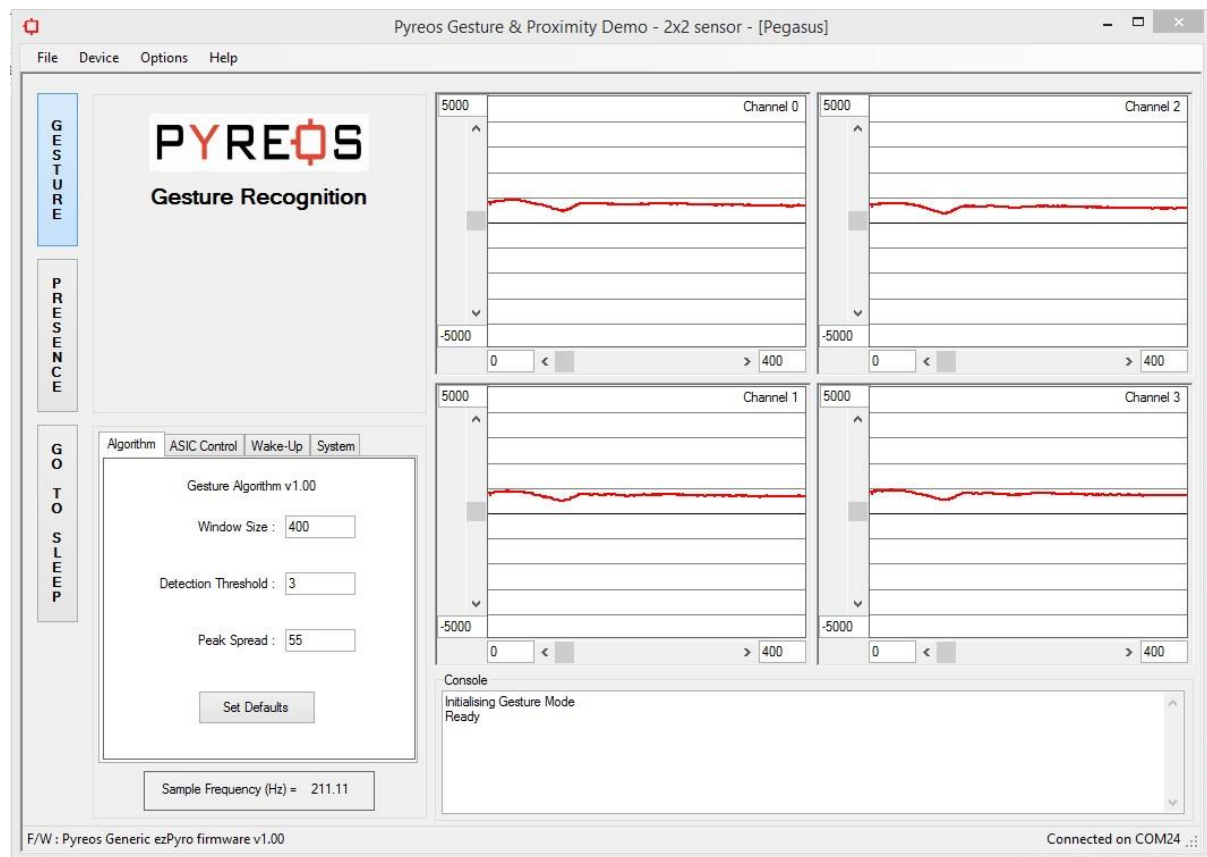 Pyreos Gesture & Proximity Demo - 2x2 sensor - [Pegasus]
File Device Options Help
GESTURE
PRESENCE
GO TO SLEEP
PYREOS
Gesture Recognition
Algorithm ASIC Control Wake-Up System
Gesture Algorithm v1.00
Window Size : 400
Detection Threshold : 3
Peak Spread : 55
Set Defaults
Sample Frequency (Hz) = 211.11
5000 Channel 0
-5000
0 < > 400
5000 Channel 2
-5000
0 < > 400
5000 Channel 1
-5000
0 < > 400
5000 Channel 3
-5000
0 < > 400
Console
Initialising Gesture Mode
Ready
F/W : Pyreos Generic ezPyro firmware v1.00
Connected on COM24